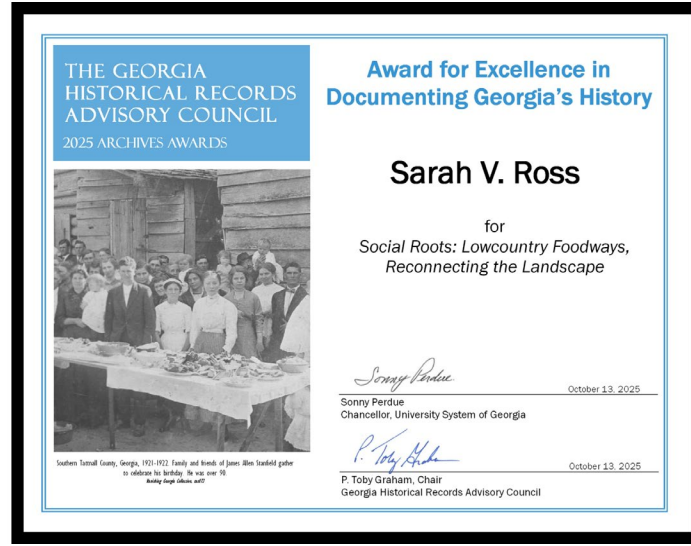 THE GEORGIA
HISTORICAL RECORDS
ADVISORY COUNCIL
2025 ARCHIVES AWARDS
Award for Excellence in
Documenting Georgia's History
Sarah V. Ross
for
Social Roots: Lowcountry Foodways,
Reconnecting the Landscape
Sonny Perdue
October 13, 2025
Sonny Perdue
Chancellor, University System of Georgia
P. Toby Graham
October 13, 2025
P. Toby Graham, Chair
Georgia Historical Records Advisory Council
Southern Tattnall County, Georgia, 1921-1922. Family and friends of James Allen Stanfield gather
to celebrate his birthday. He was over 90.
Vanishing Georgia Collection,